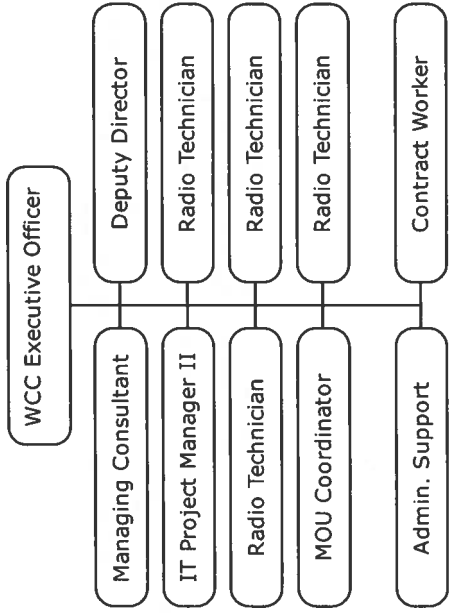 WCC Executive Officer
Managing Consultant
Deputy Director
IT Project Manager II
Radio Technician
Radio Technician
Radio Technician
MOU Coordinator
Radio Technician
Admin. Support
Contract Worker